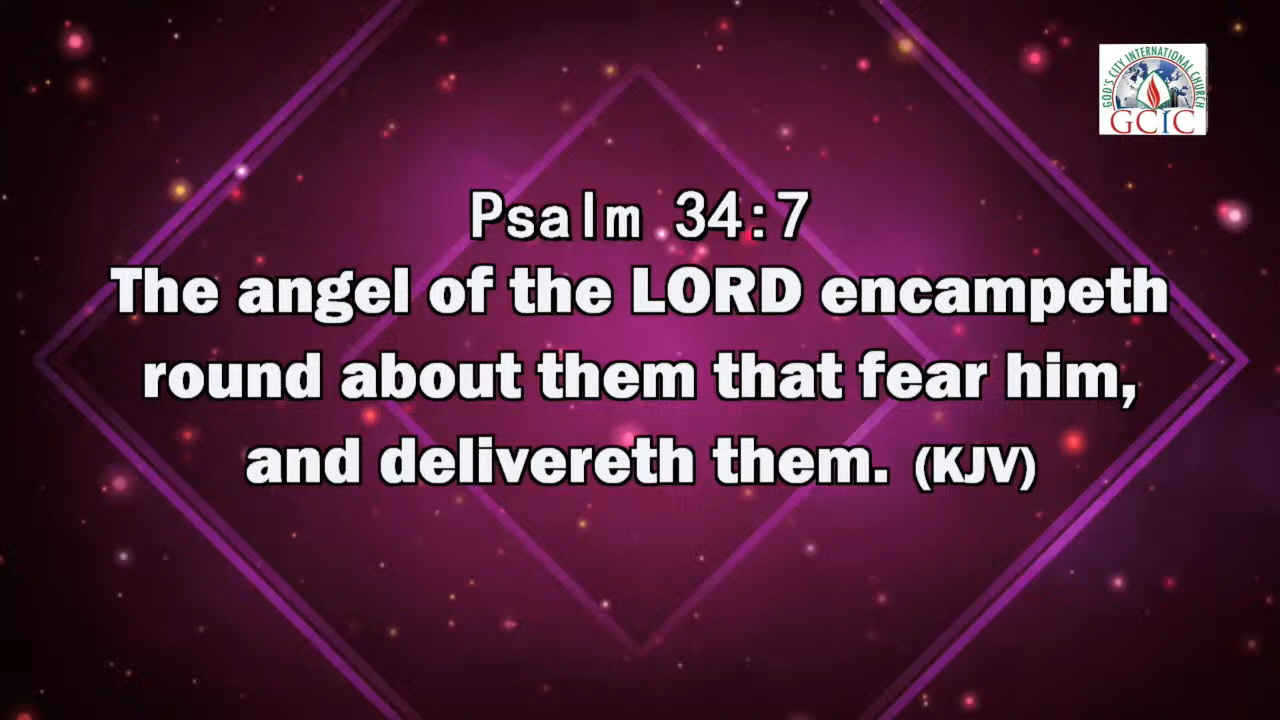 GOD'S CITY INTERNATIONAL CHURCH
GCIC
Psalm 34:7
The angel of the LORD encampeth
round about them that fear him,
and delivereth them. (KJV)